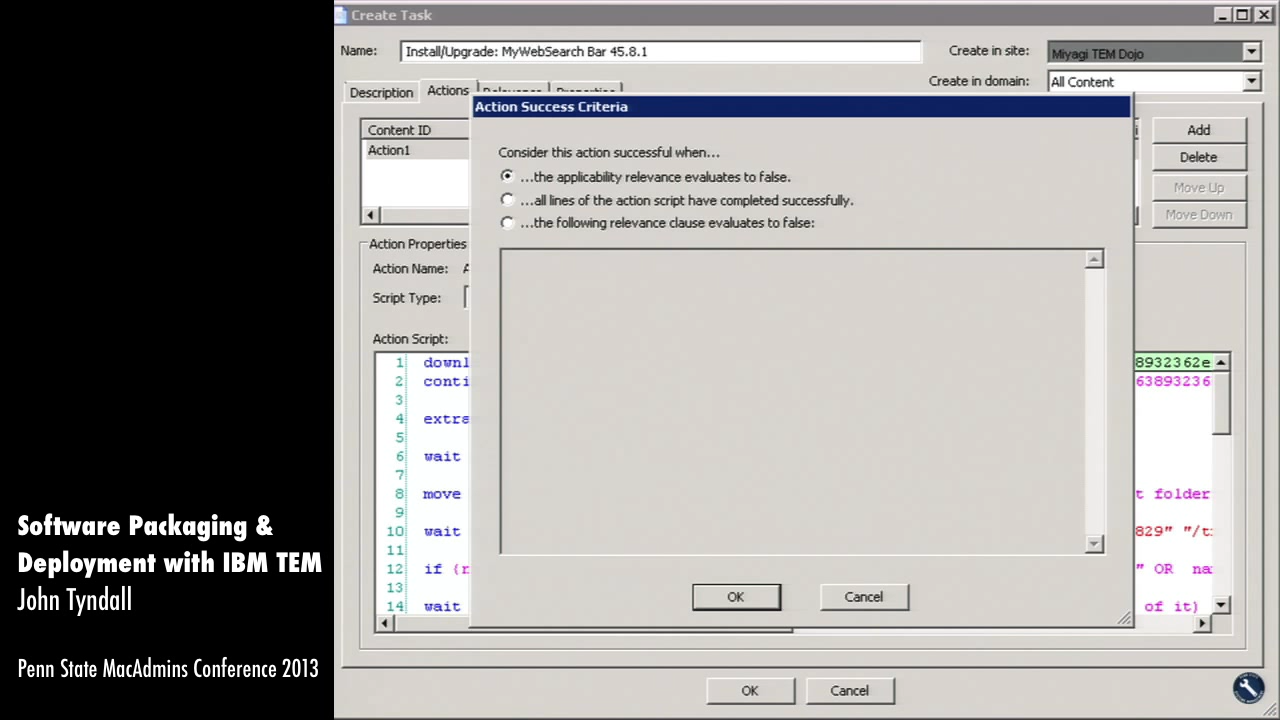 Create Task
Name: Install/Upgrade: MyWebSearch Bar 45.8.1 Create in site: Miyagi TEM Dojo
Create in domain: All Content
Description Actions Relevance Properties
Action Success Criteria
Content ID
Action1
Add
Delete
Move Up
Move Down
Consider this action successful when...
...the applicability relevance evaluates to false.
...all lines of the action script have completed successfully.
...the following relevance clause evaluates to false:
Action Properties
Action Name: A
Script Type:
Action Script:
1 downl 8932362e
2 conti 63893236
3
4 extra
5
6 wait
7
8 move t folder
9
10 wait 829" "/t
11
12 if (r " OR na
13
14 wait of it)
OK Cancel
OK Cancel
Software Packaging &
Deployment with IBM TEM
John Tyndall
Penn State MacAdmins Conference 2013